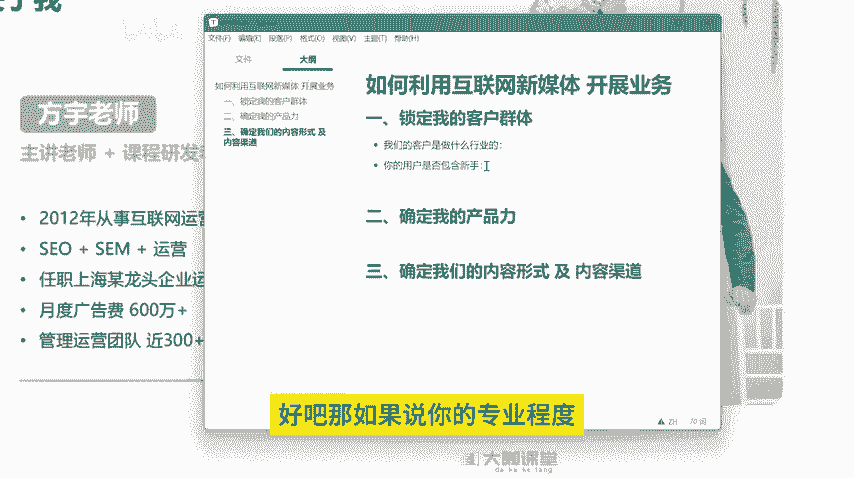 于我
方宇老师
主讲老师 + 课程研发
2012年从事互联网运营
SEO + SEM + 运营
任职上海某龙头企业运
月度广告费 600万+
管理运营团队 近300+
文件(F) 编辑(E) 段落(P) 格式(O) 视图(V) 主题(T) 帮助(H)
文件 大纲
如何利用互联网新媒体 开展业务
一、锁定我的客户群体
二、确定我的产品力
三、确定我们的内容形式 及
内容渠道
如何利用互联网新媒体 开展业务
一、锁定我的客户群体
我们的客户是做什么行业的:
你的用户是否包含新手:
二、确定我的产品力
三、确定我们的内容形式 及 内容渠道
ZH 70 词
好吧那如果说你的专业程度
大脚课堂
da ke ke tang